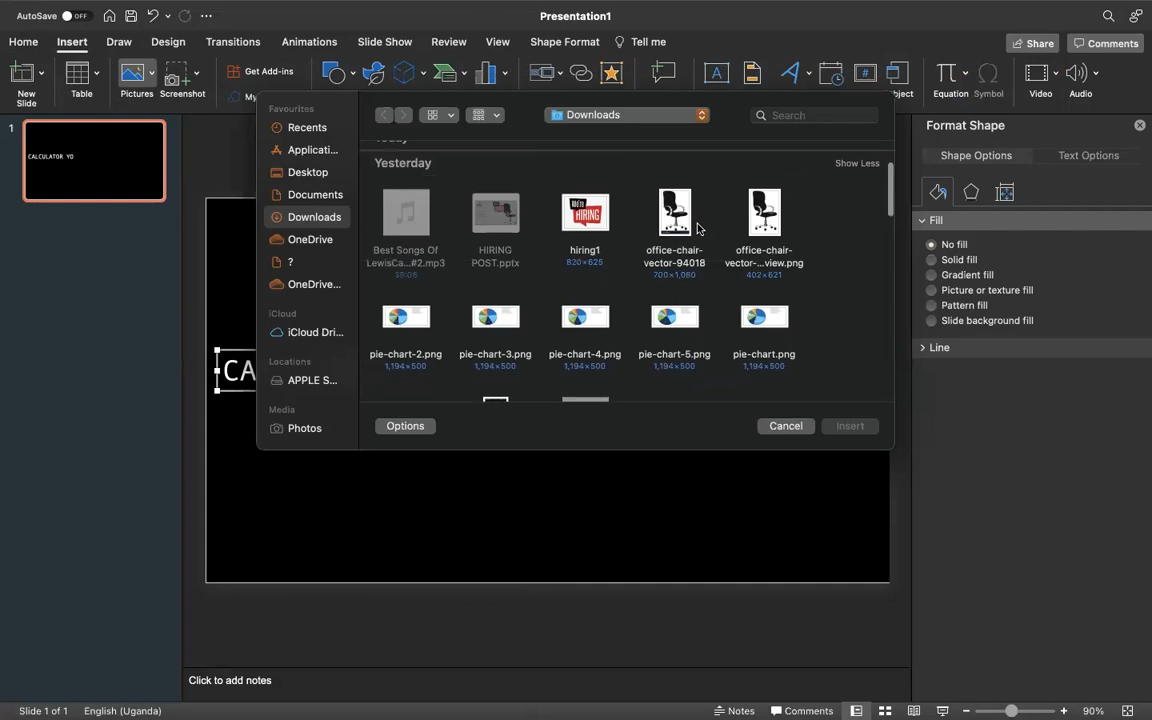 AutoSave OFF
Presentation1
Home Insert Draw Design Transitions Animations Slide Show Review View Shape Format Tell me
Share Comments
New Slide
Table
Pictures
Screenshot
Get Add-ins
My
Object
Equation
Symbol
Video
Audio
1
CALCULATOR YO
CA
Favourites
Recents
Applicati...
Desktop
Documents
Downloads
OneDrive
?
OneDrive...
iCloud
iCloud Dri...
Locations
APPLE S...
Media
Photos
Downloads
Search
Today
Yesterday
Show Less
Best Songs Of LewisCa...#2.mp3
HIRING POST.pptx
We're HIRING
hiring1
820×625
office-chair-vector-94018
700×1,080
office-chair-vector-...view.png
402×621
pie-chart-2.png
1,194×500
pie-chart-3.png
1,194×500
pie-chart-4.png
1,194×500
pie-chart-5.png
1,194×500
pie-chart.png
1,194×500
Options
Cancel
Insert
Format Shape
Shape Options
Text Options
Fill
No fill
Solid fill
Gradient fill
Picture or texture fill
Pattern fill
Slide background fill
Line
Click to add notes
Slide 1 of 1
English (Uganda)
Notes
Comments
90%